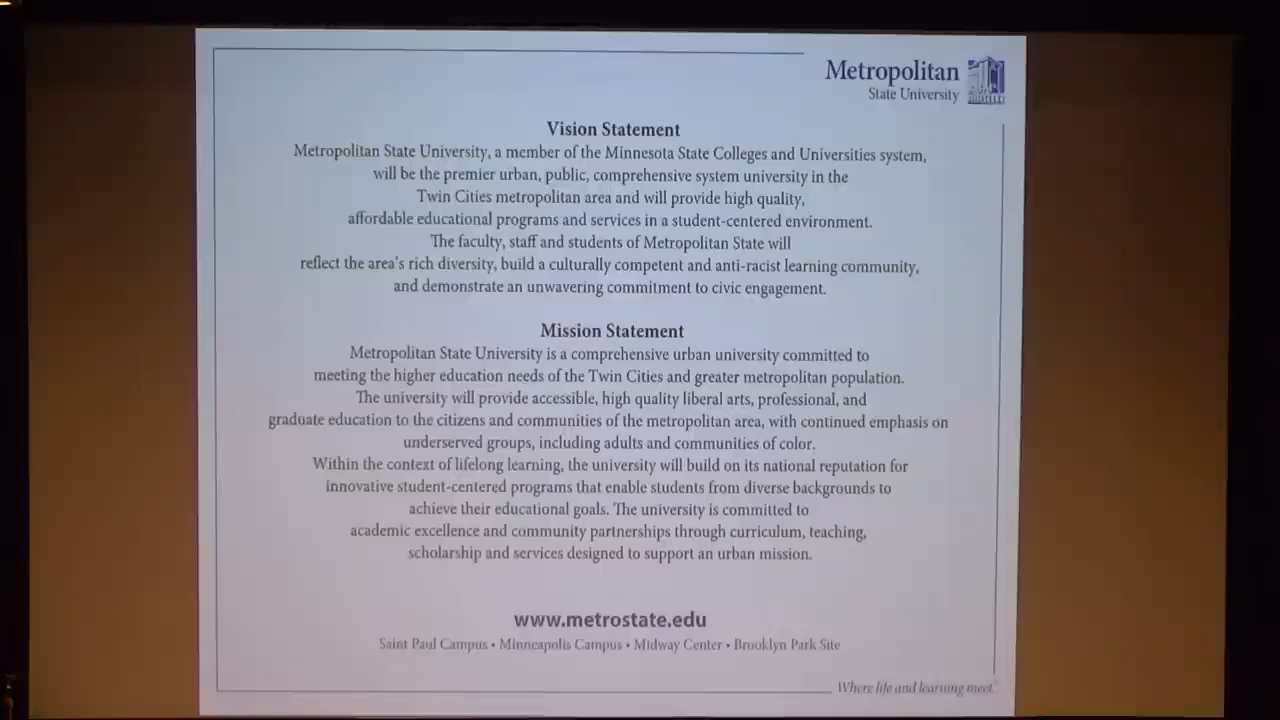 Metropolitan
State University
Vision Statement
Metropolitan State University, a member of the Minnesota State Colleges and Universities system,
will be the premier urban, public, comprehensive system university in the
Twin Cities metropolitan area and will provide high quality,
affordable educational programs and services in a student-centered environment.
The faculty, staff and students of Metropolitan State will
reflect the area's rich diversity, build a culturally competent and anti-racist learning community,
and demonstrate an unwavering commitment to civic engagement.
Mission Statement
Metropolitan State University is a comprehensive urban university committed to
meeting the higher education needs of the Twin Cities and greater metropolitan population.
The university will provide accessible, high quality liberal arts, professional, and
graduate education to the citizens and communities of the metropolitan area, with continued emphasis on
underserved groups, including adults and communities of color.
Within the context of lifelong learning, the university will build on its national reputation for
innovative student-centered programs that enable students from diverse backgrounds to
achieve their educational goals. The university is committed to
academic excellence and community partnerships through curriculum, teaching,
scholarship and services designed to support an urban mission.
www.metrostate.edu
Saint Paul Campus • Minneapolis Campus • Midway Center • Brooklyn Park Site
Where life and learning meet.